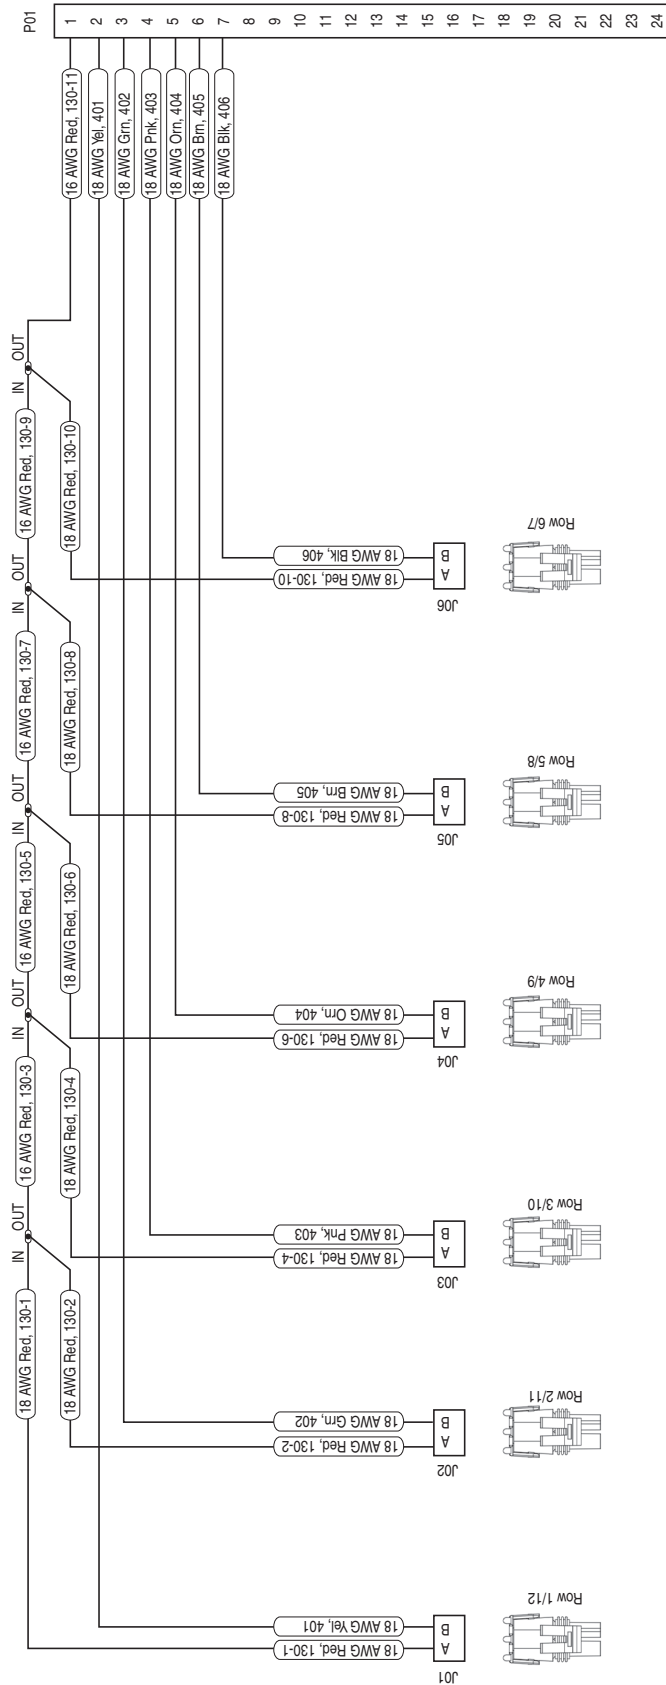 P01
1
2
3
4
5
6
7
8
9
10
11
12
13
14
15
16
17
18
19
20
21
22
23
24
16 AWG Red, 130-11
18 AWG Yel, 401
18 AWG Grn, 402
18 AWG Pnk, 403
18 AWG Orn, 404
18 AWG Brn, 405
18 AWG Blk, 406
IN OUT
16 AWG Red, 130-9
18 AWG Red, 130-10
IN OUT
16 AWG Red, 130-7
18 AWG Red, 130-8
IN OUT
16 AWG Red, 130-5
18 AWG Red, 130-6
IN OUT
16 AWG Red, 130-3
18 AWG Red, 130-4
IN OUT
18 AWG Red, 130-1
18 AWG Red, 130-2
18 AWG Blk, 406
18 AWG Red, 130-10
B
A
J06
Row 6/7
18 AWG Brn, 405
18 AWG Red, 130-8
B
A
J05
Row 5/8
18 AWG Orn, 404
18 AWG Red, 130-6
B
A
J04
Row 4/9
18 AWG Pnk, 403
18 AWG Red, 130-4
B
A
J03
Row 3/10
18 AWG Grn, 402
18 AWG Red, 130-2
B
A
J02
Row 2/11
18 AWG Yel, 401
18 AWG Red, 130-1
B
A
J01
Row 1/12